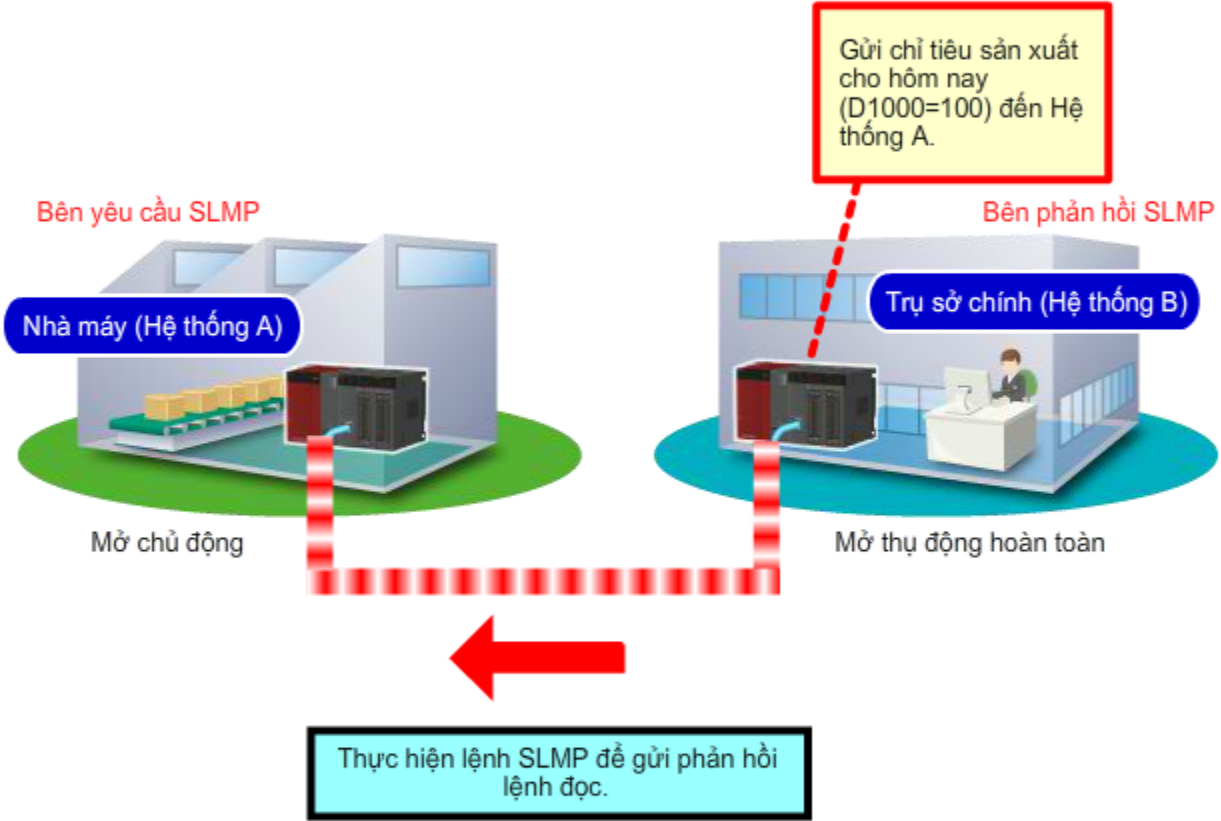 Gửi chỉ tiêu sản xuất
cho hôm nay
(D1000=100) đến Hệ
thống A.
Bên yêu cầu SLMP
Bên phản hồi SLMP
Nhà máy (Hệ thống A)
Trụ sở chính (Hệ thống B)
Mở chủ động
Mở thụ động hoàn toàn
Thực hiện lệnh SLMP để gửi phản hồi
lệnh đọc.